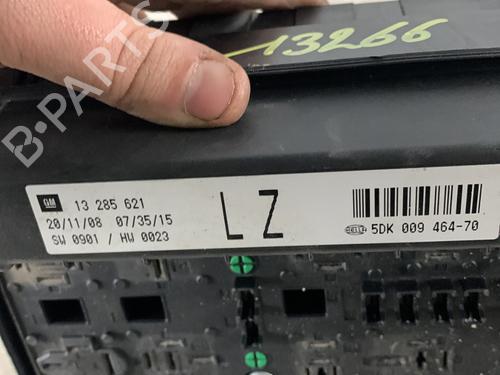 13266
B-PARTS
GM 13 285 621
20/11/08 07/35/15
SW 0901 / HW 0023
LZ
HELLA 5DK 009 464-70